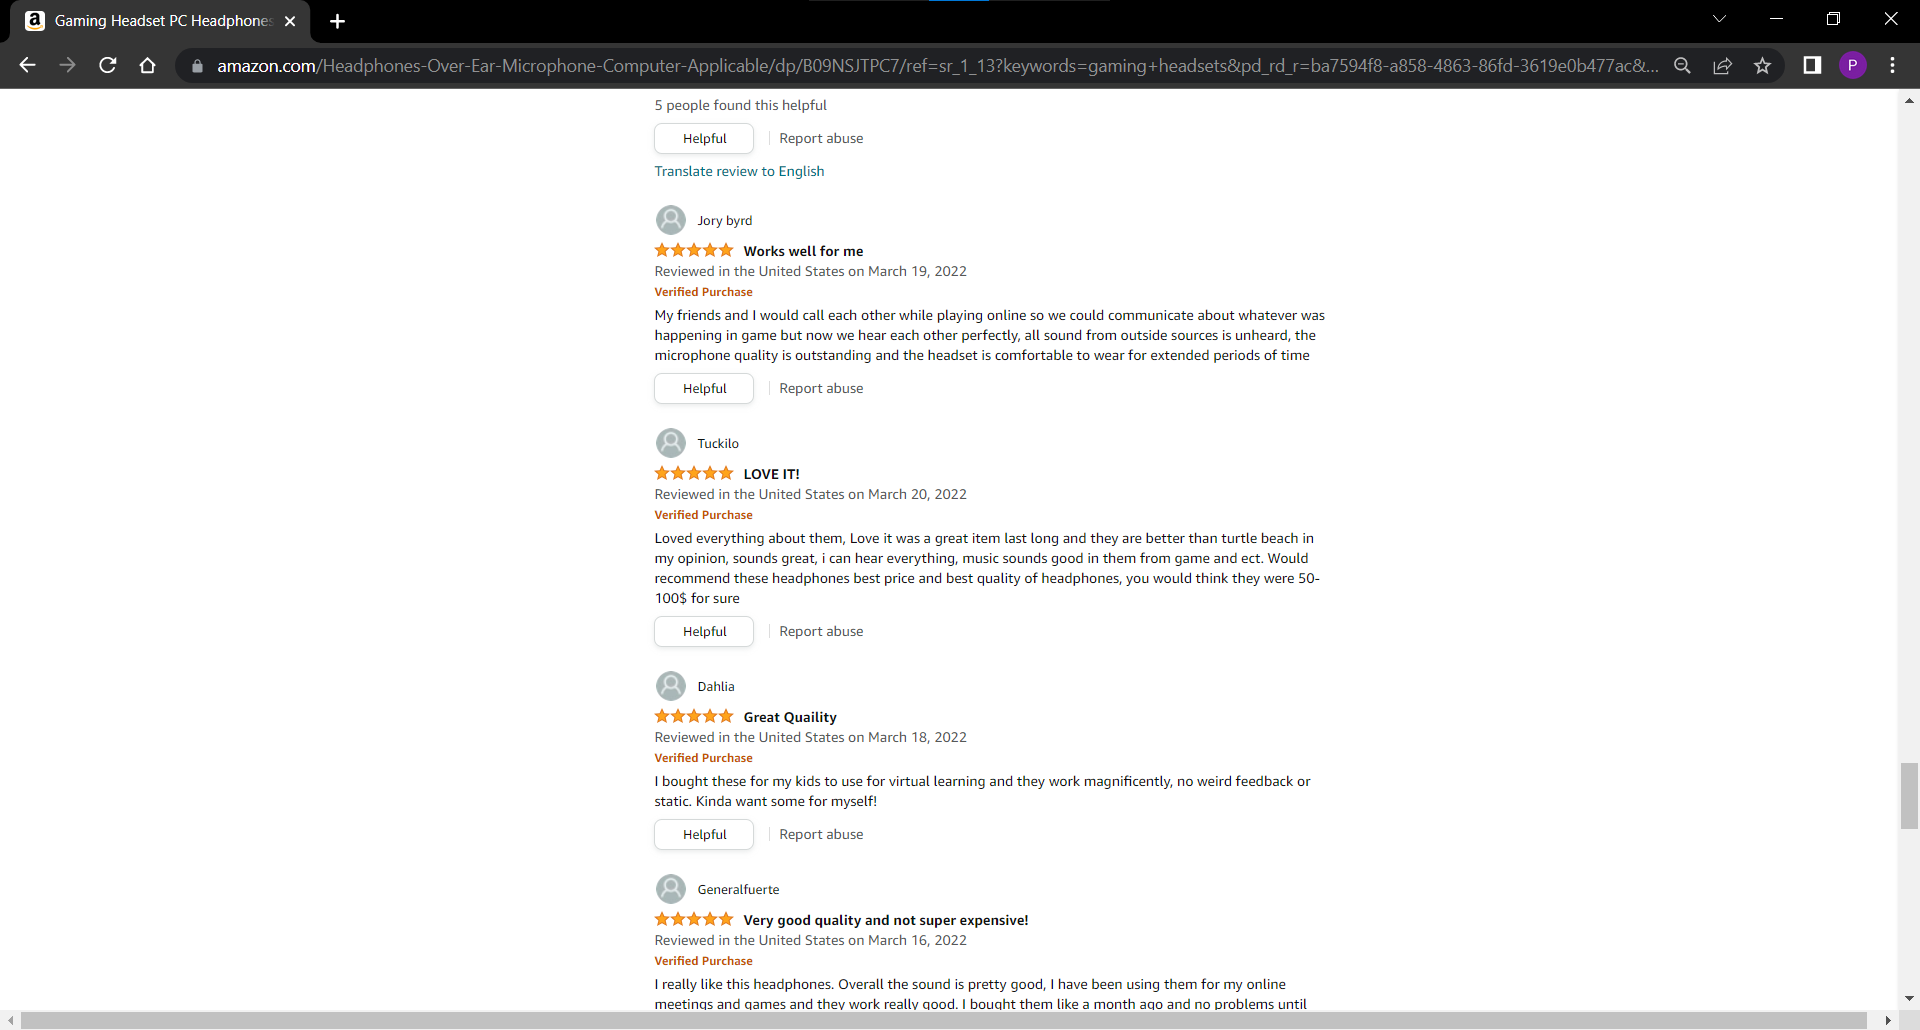 Gaming Headset PC Headphones
amazon.com/Headphones-Over-Ear-Microphone-Computer-Applicable/dp/B09NSJTPC7/ref=sr_1_13?keywords=gaming+headsets&pd_rd_r=ba7594f8-a858-4863-86fd-3619e0b477ac&...
P
5 people found this helpful
Helpful
Report abuse
Translate review to English
Jory byrd
Works well for me
Reviewed in the United States on March 19, 2022
Verified Purchase
My friends and I would call each other while playing online so we could communicate about whatever was
happening in game but now we hear each other perfectly, all sound from outside sources is unheard, the
microphone quality is outstanding and the headset is comfortable to wear for extended periods of time
Helpful
Report abuse
Tuckilo
LOVE IT!
Reviewed in the United States on March 20, 2022
Verified Purchase
Loved everything about them, Love it was a great item last long and they are better than turtle beach in
my opinion, sounds great, i can hear everything, music sounds good in them from game and ect. Would
recommend these headphones best price and best quality of headphones, you would think they were 50-
100$ for sure
Helpful
Report abuse
Dahlia
Great Quaility
Reviewed in the United States on March 18, 2022
Verified Purchase
I bought these for my kids to use for virtual learning and they work magnificently, no weird feedback or
static. Kinda want some for myself!
Helpful
Report abuse
Generalfuerte
Very good quality and not super expensive!
Reviewed in the United States on March 16, 2022
Verified Purchase
I really like this headphones. Overall the sound is pretty good, I have been using them for my online
meetings and games and they work really good. I bought them like a month ago and no problems until